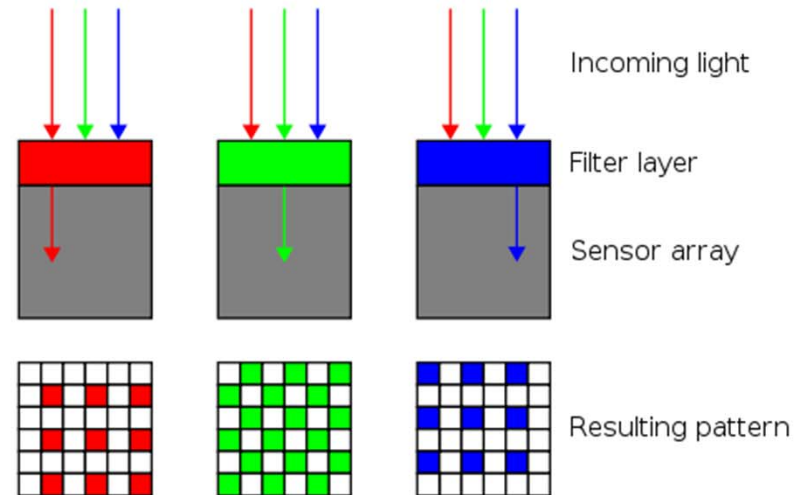 Incoming light
Filter layer
Sensor array
Resulting pattern